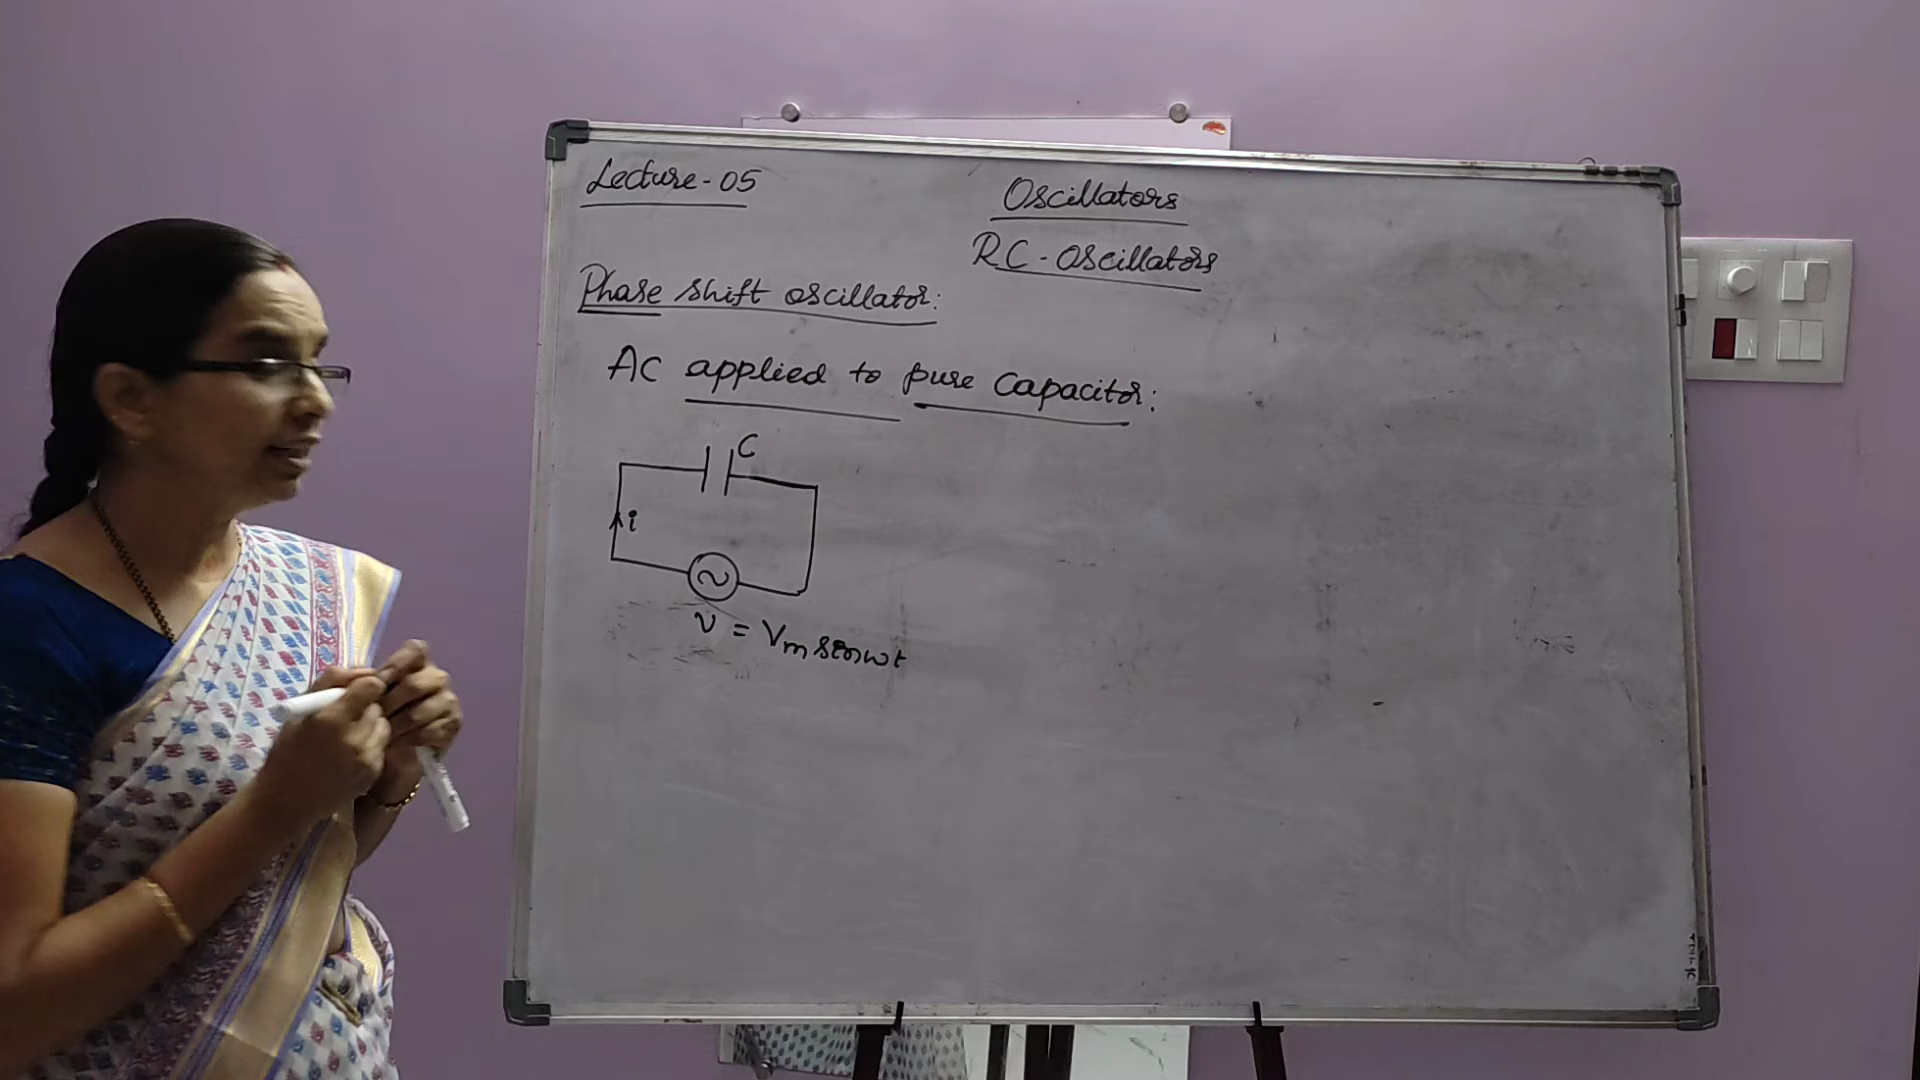 Lecture-05
Oscillators
RC-Oscillators
Phase shift oscillator:
AC applied to pure capacitor:
C
i
v = Vm sinωt